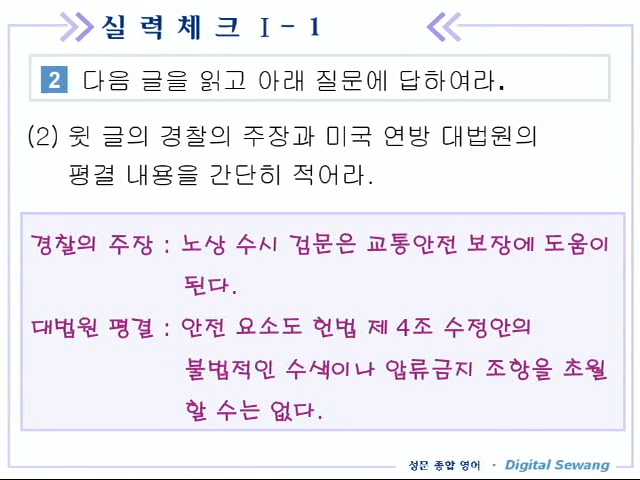 실 력 체 크 Ⅰ - 1
2 다음 글을 읽고 아래 질문에 답하여라.
(2) 윗 글의 경찰의 주장과 미국 연방 대법원의
평결 내용을 간단히 적어라.
경찰의 주장 : 노상 수시 검문은 교통안전 보장에 도움이
된다.
대법원 평결 : 안전 요소도 헌법 제 4조 수정안의
불법적인 수색이나 압류금지 조항을 초월
할 수는 없다.
성문 종합 영어 · Digital Sewang